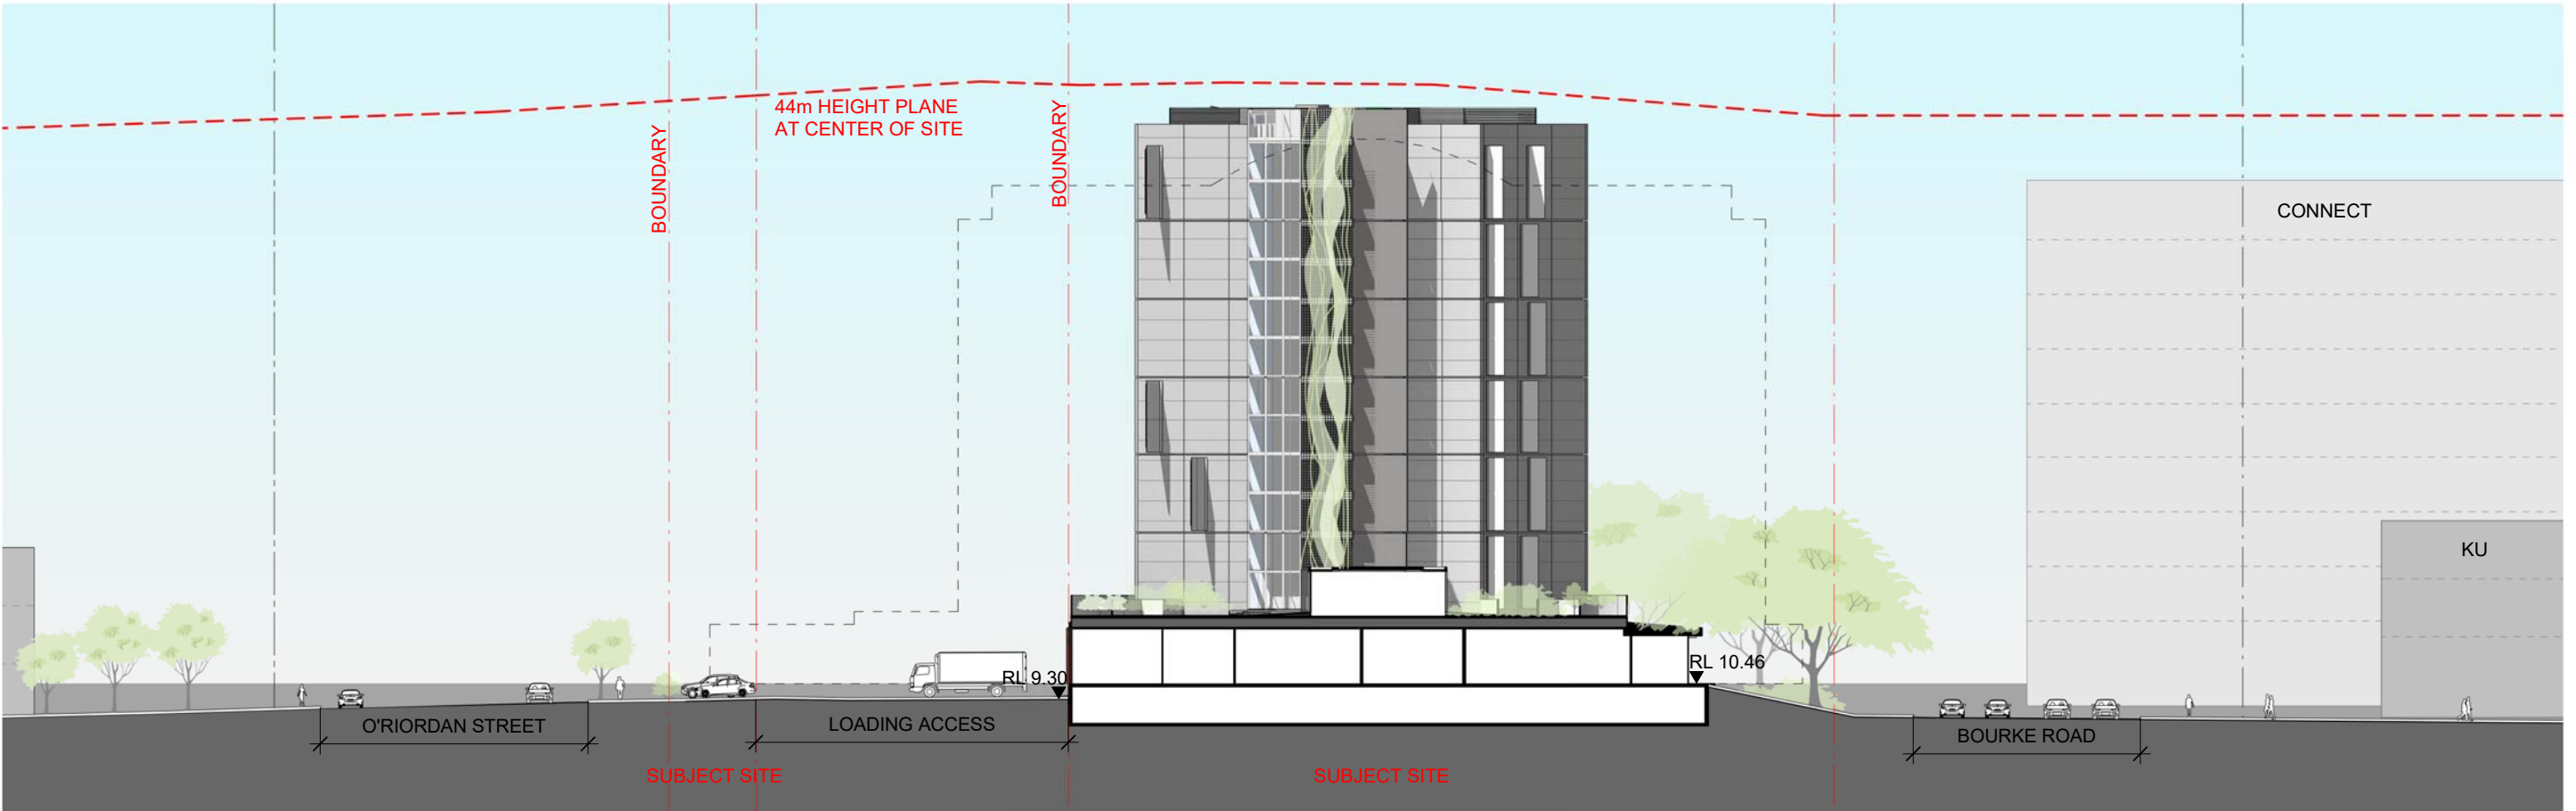 44m HEIGHT PLANE
AT CENTER OF SITE
BOUNDARY
BOUNDARY
CONNECT
KU
RL 9.30
RL 10.46
O'RIORDAN STREET
LOADING ACCESS
BOURKE ROAD
SUBJECT SITE
SUBJECT SITE